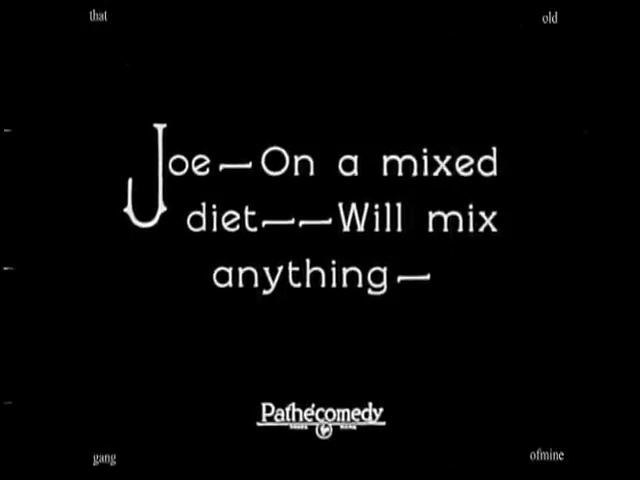 that
old
Joe—On a mixed
diet——Will mix
anything—
Pathécomedy
gang
ofmine